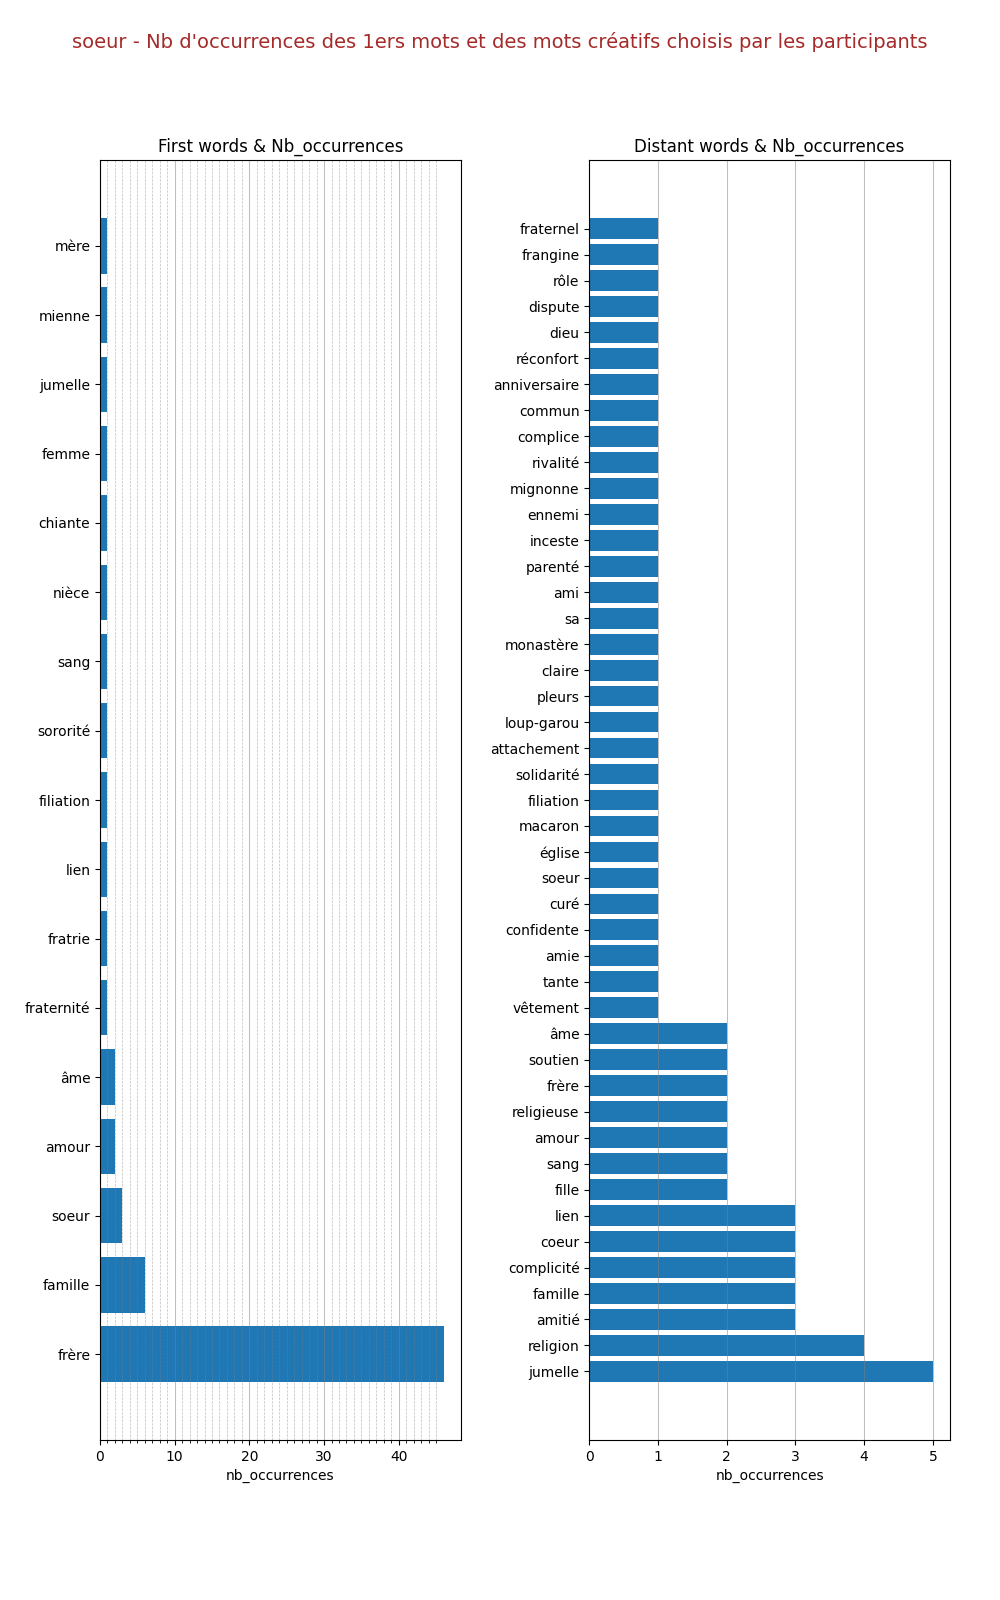 soeur - Nb d'occurrences des 1ers mots et des mots créatifs choisis par les participants
First words & Nb_occurrences
mère
mienne
jumelle
femme
chiante
nièce
sang
sororité
filiation
lien
fratrie
fraternité
âme
amour
soeur
famille
frère
0 10 20 30 40
nb_occurrences
Distant words & Nb_occurrences
fraternel
frangine
rôle
dispute
dieu
réconfort
anniversaire
commun
complice
rivalité
mignonne
ennemi
inceste
parenté
ami
sa
monastère
claire
pleurs
loup-garou
attachement
solidarité
filiation
macaron
église
soeur
curé
confidente
amie
tante
vêtement
âme
soutien
frère
religieuse
amour
sang
fille
lien
coeur
complicité
famille
amitié
religion
jumelle
0 1 2 3 4 5
nb_occurrences